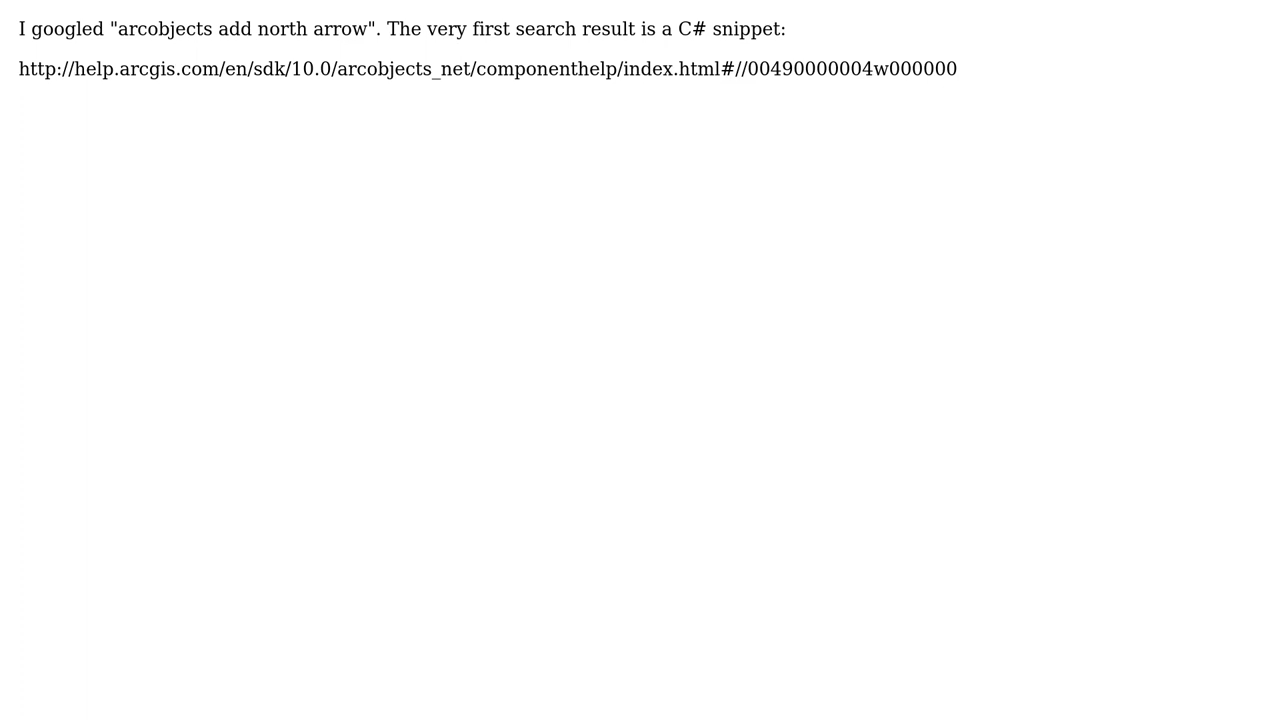 I googled "arcobjects add north arrow". The very first search result is a C# snippet:
http://help.arcgis.com/en/sdk/10.0/arcobjects_net/componenthelp/index.html#//00490000004w000000